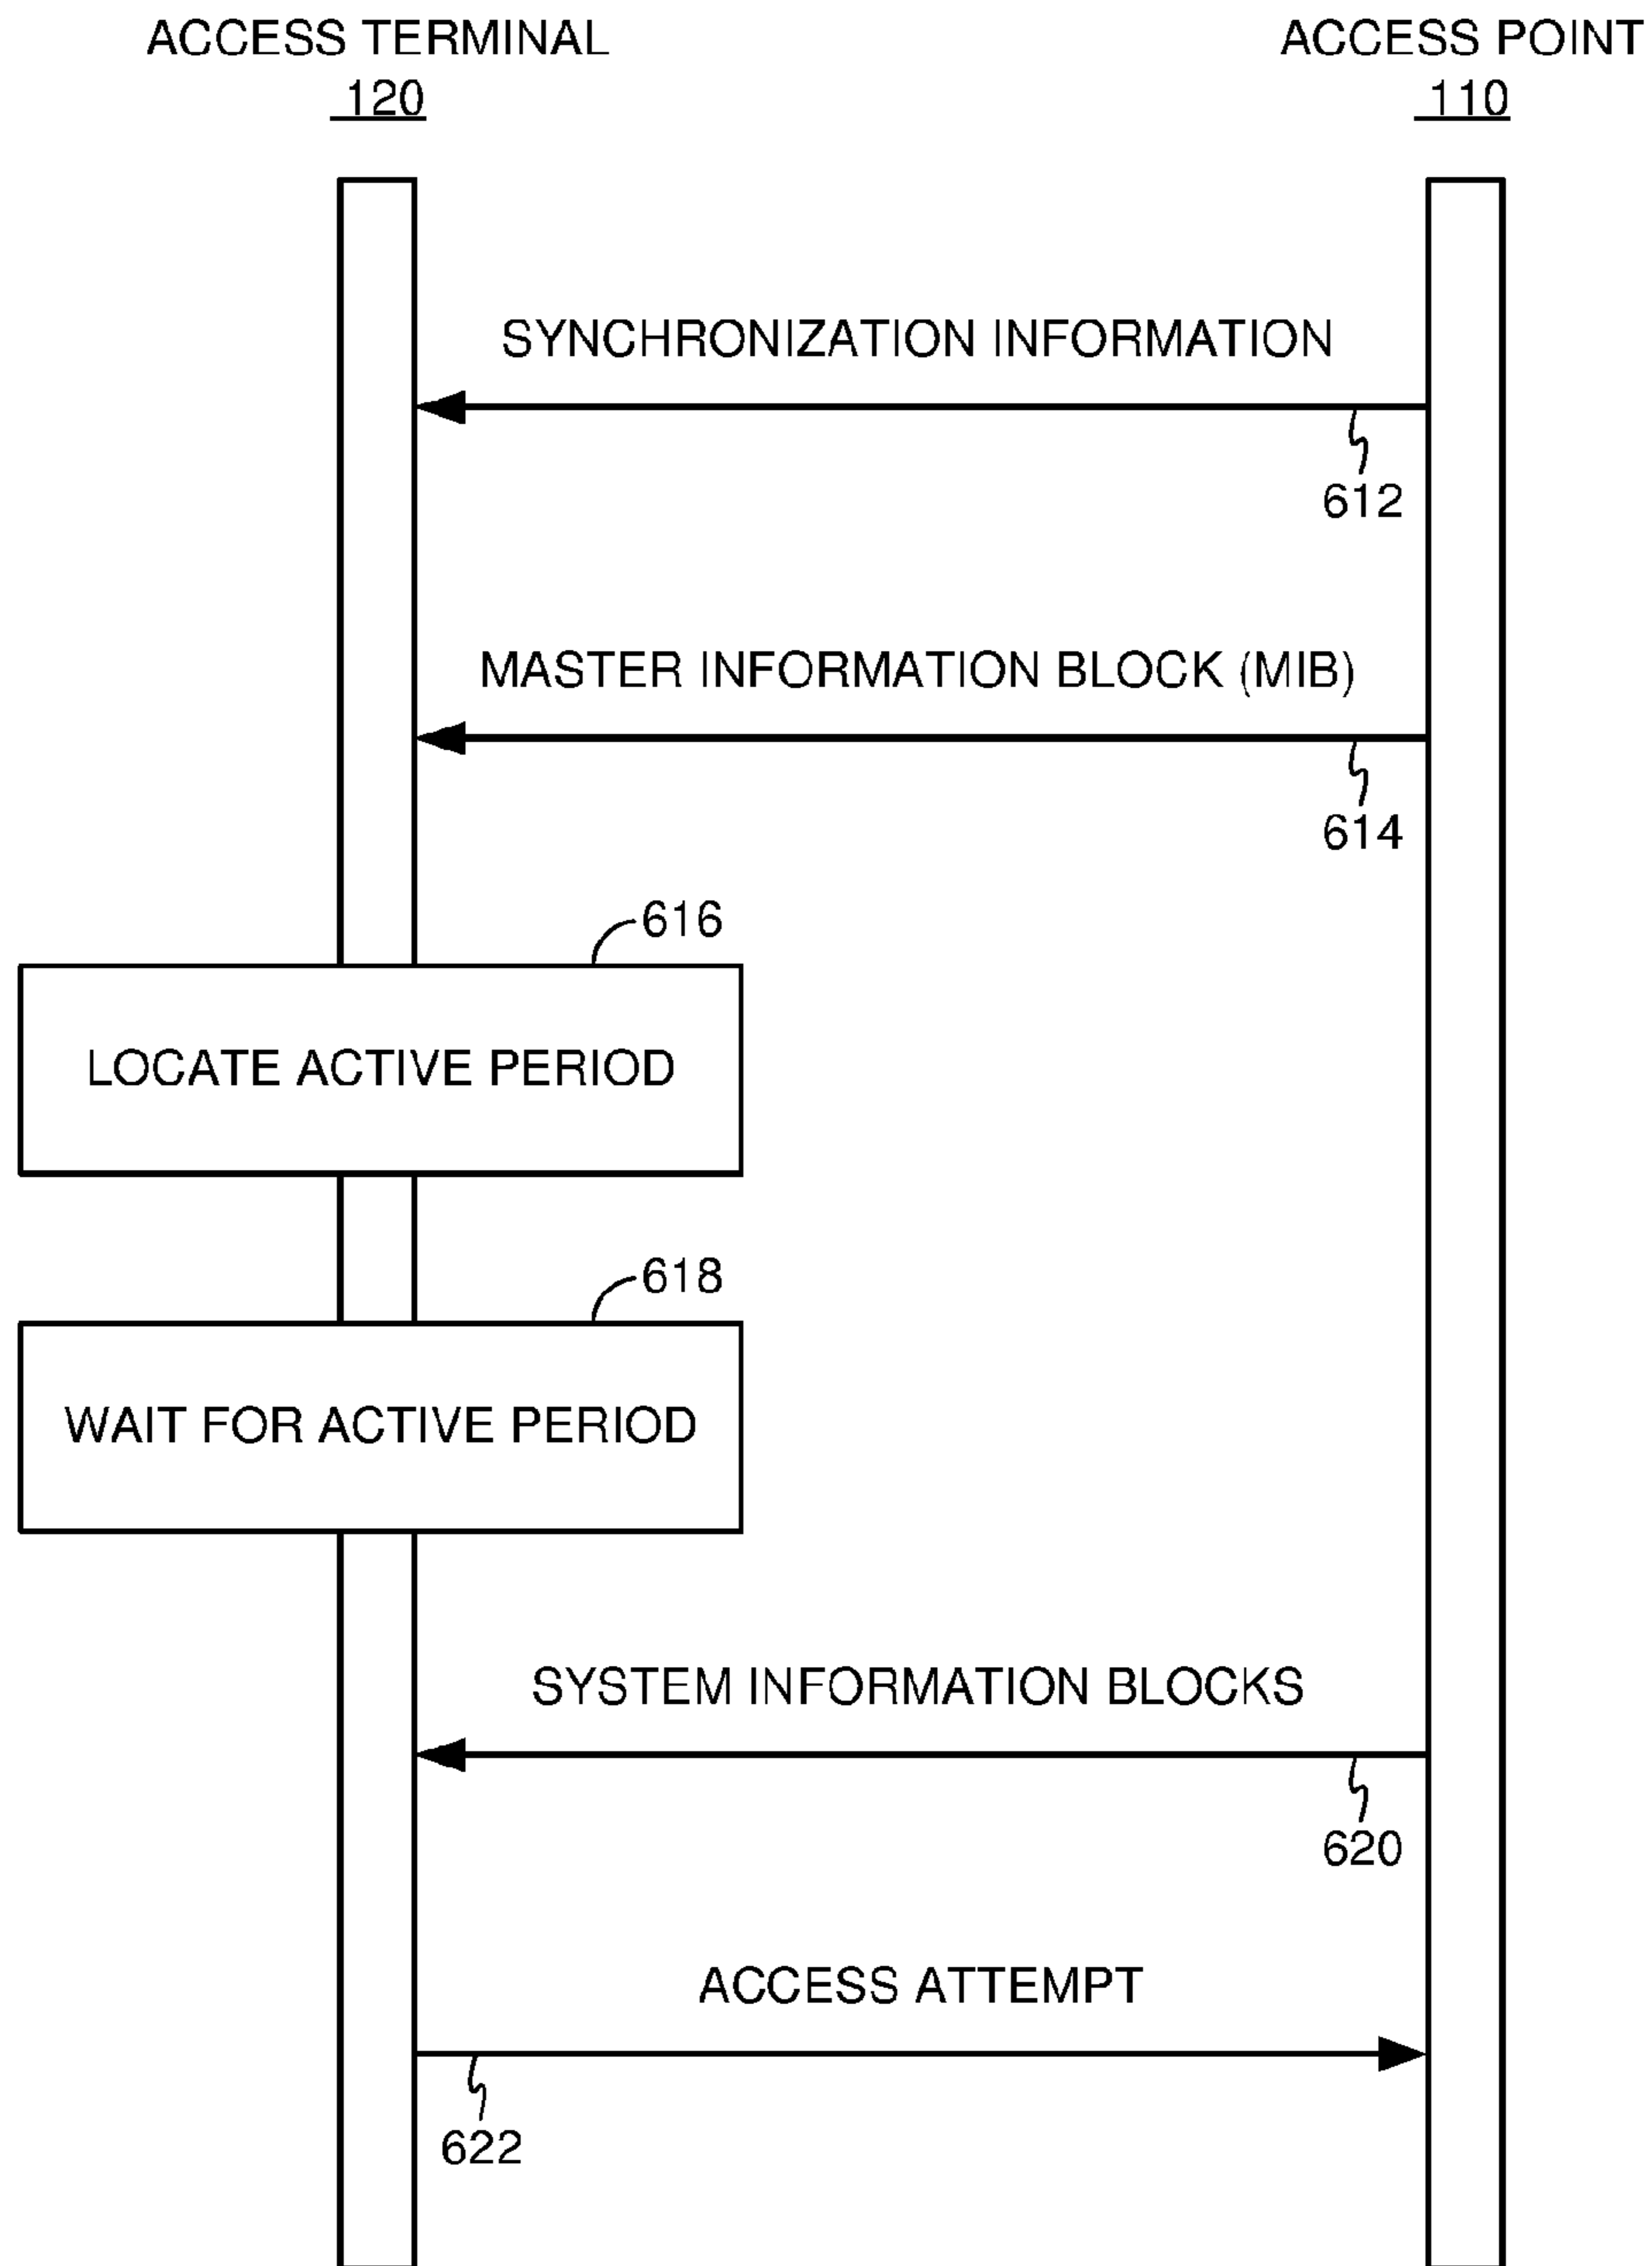 ACCESS TERMINAL
120
ACCESS POINT
110
SYNCHRONIZATION INFORMATION
612
MASTER INFORMATION BLOCK (MIB)
614
616
LOCATE ACTIVE PERIOD
618
WAIT FOR ACTIVE PERIOD
SYSTEM INFORMATION BLOCKS
620
ACCESS ATTEMPT
622